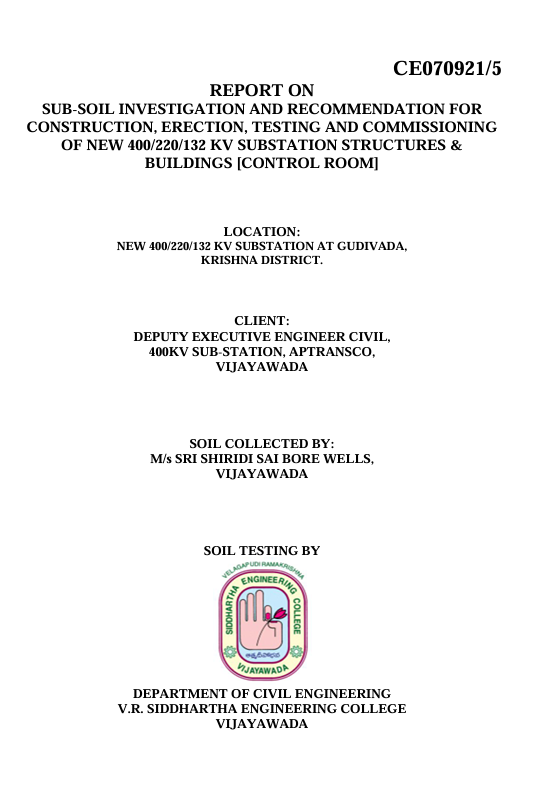 CE070921/5
REPORT ON
SUB-SOIL INVESTIGATION AND RECOMMENDATION FOR
CONSTRUCTION, ERECTION, TESTING AND COMMISSIONING
OF NEW 400/220/132 KV SUBSTATION STRUCTURES &
BUILDINGS [CONTROL ROOM]
LOCATION:
NEW 400/220/132 KV SUBSTATION AT GUDIVADA,
KRISHNA DISTRICT.
CLIENT:
DEPUTY EXECUTIVE ENGINEER CIVIL,
400KV SUB-STATION, APTRANSCO,
VIJAYAWADA
SOIL COLLECTED BY:
M/s SRI SHIRIDI SAI BORE WELLS,
VIJAYAWADA
SOIL TESTING BY
VELAGAPUDI RAMAKRISHNA
SIDDHARTHA ENGINEERING COLLEGE
VIJAYAWADA
DEPARTMENT OF CIVIL ENGINEERING
V.R. SIDDHARTHA ENGINEERING COLLEGE
VIJAYAWADA